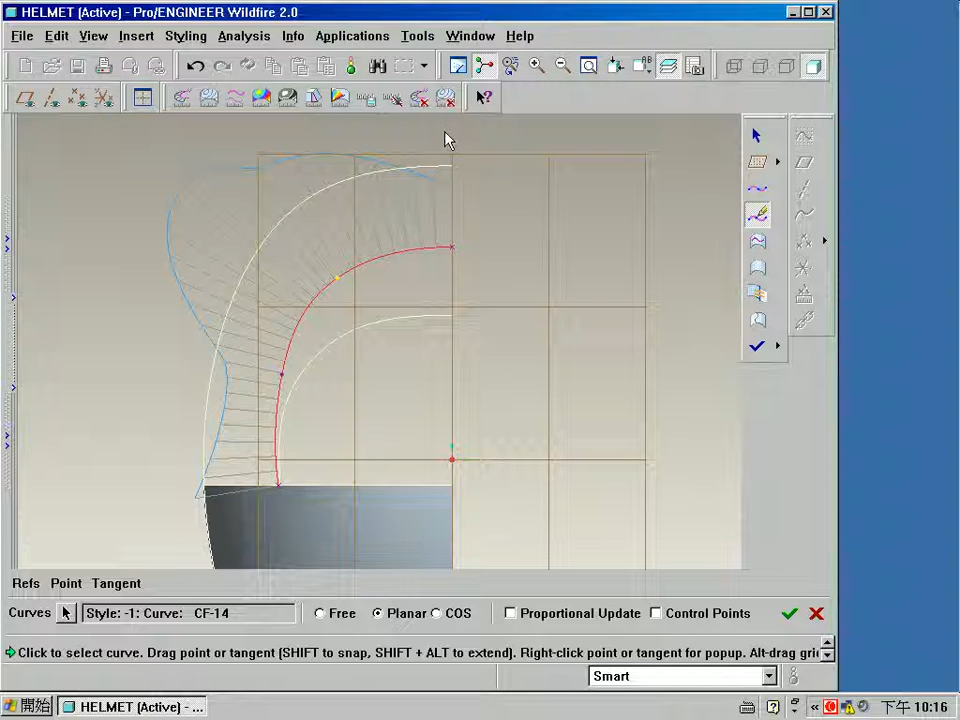 HELMET (Active) - Pro/ENGINEER Wildfire 2.0
File Edit View Insert Styling Analysis Info Applications Tools Window Help
Refs Point Tangent
Curves Style: -1: Curve: CF-14 Free Planar COS Proportional Update Control Points
Click to select curve. Drag point or tangent (SHIFT to snap, SHIFT + ALT to extend). Right-click point or tangent for popup. Alt-drag gri
Smart
開始 HELMET (Active) - ... 下午 10:16